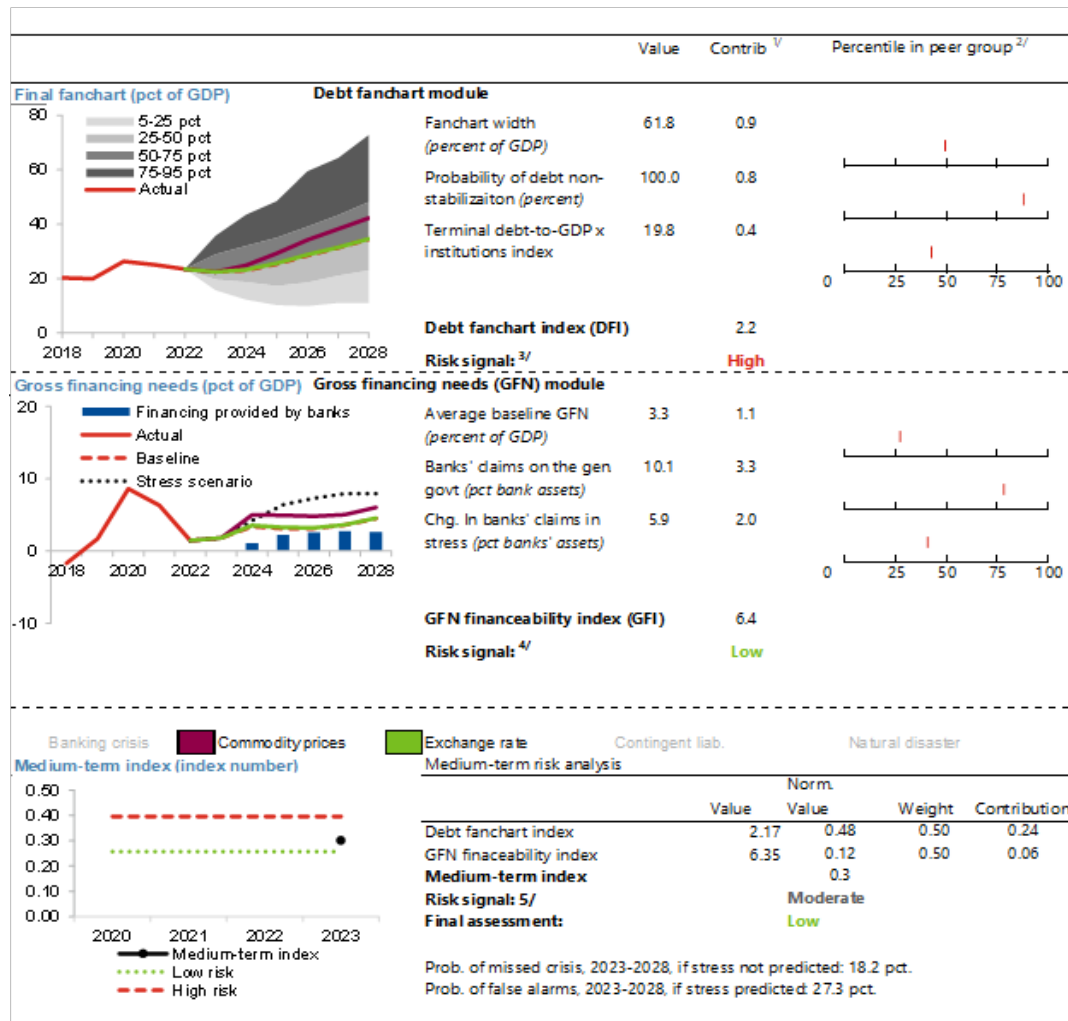 Value Contrib 1/ Percentile in peer group 2/
Final fanchart (pct of GDP) Debt fanchart module
80
60
40
20
0
5-25 pct
25-50 pct
50-75 pct
75-95 pct
Actual
2018 2020 2022 2024 2026 2028
Fanchart width 61.8 0.9
(percent of GDP)
Probability of debt non- 100.0 0.8
stabilizaiton (percent)
Terminal debt-to-GDP x 19.8 0.4
institutions index
0 25 50 75 100
Debt fanchart index (DFI) 2.2
Risk signal: 3/ High
Gross financing needs (pct of GDP) Gross financing needs (GFN) module
20
10
0
-10
Financing provided by banks
Actual
Baseline
Stress scenario
2018 2020 2022 2024 2026 2028
Average baseline GFN 3.3 1.1
(percent of GDP)
Banks' claims on the gen 10.1 3.3
govt (pct bank assets)
Chg. In banks' claims in 5.9 2.0
stress (pct banks' assets)
0 25 50 75 100
GFN financeability index (GFI) 6.4
Risk signal: 4/ Low
Banking crisis Commodity prices Exchange rate Contingent liab. Natural disaster
Medium-term index (index number) Medium-term risk analysis
0.50
0.40
0.30
0.20
0.10
0.00
2020 2021 2022 2023
Medium-term index
Low risk
High risk
Norm.
Value Value Weight Contribution
Debt fanchart index 2.17 0.48 0.50 0.24
GFN finaceability index 6.35 0.12 0.50 0.06
Medium-term index 0.3
Risk signal: 5/ Moderate
Final assessment: Low
Prob. of missed crisis, 2023-2028, if stress not predicted: 18.2 pct.
Prob. of false alarms, 2023-2028, if stress predicted: 27.3 pct.